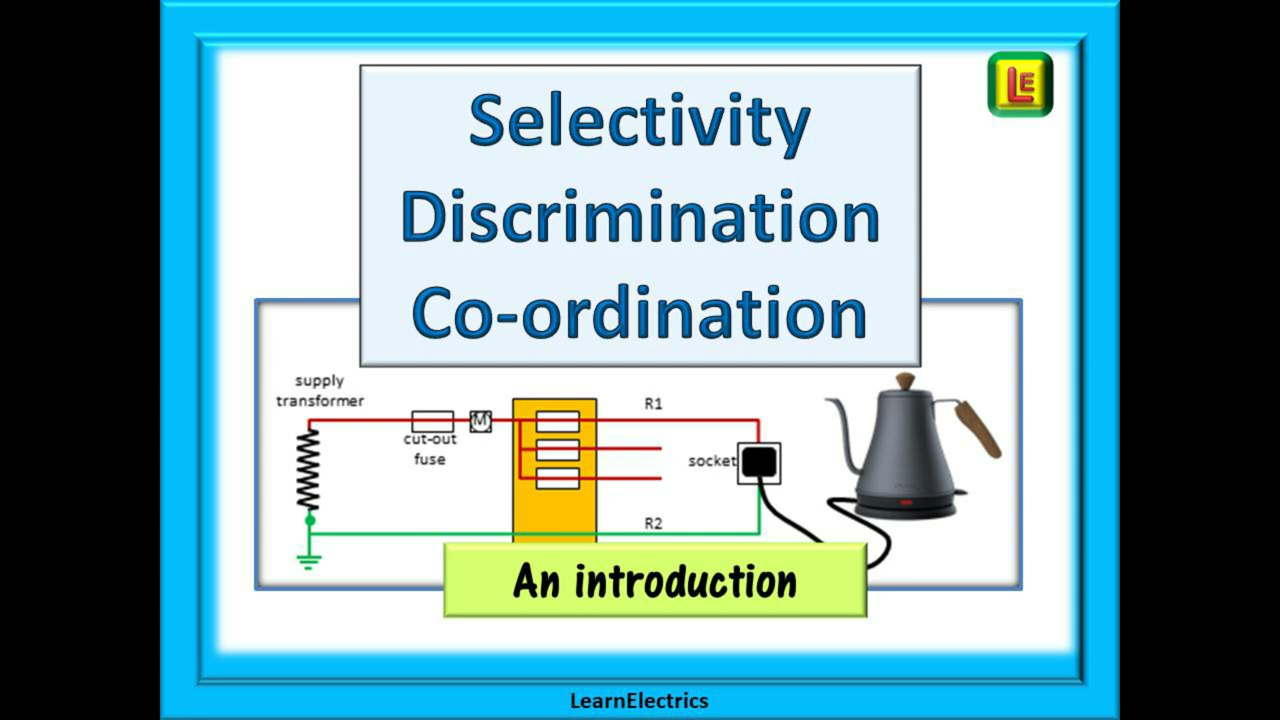 LE
Selectivity
Discrimination
Co-ordination
supply
transformer
cut-out
fuse
M
R1
socket
R2
An introduction
LearnElectrics